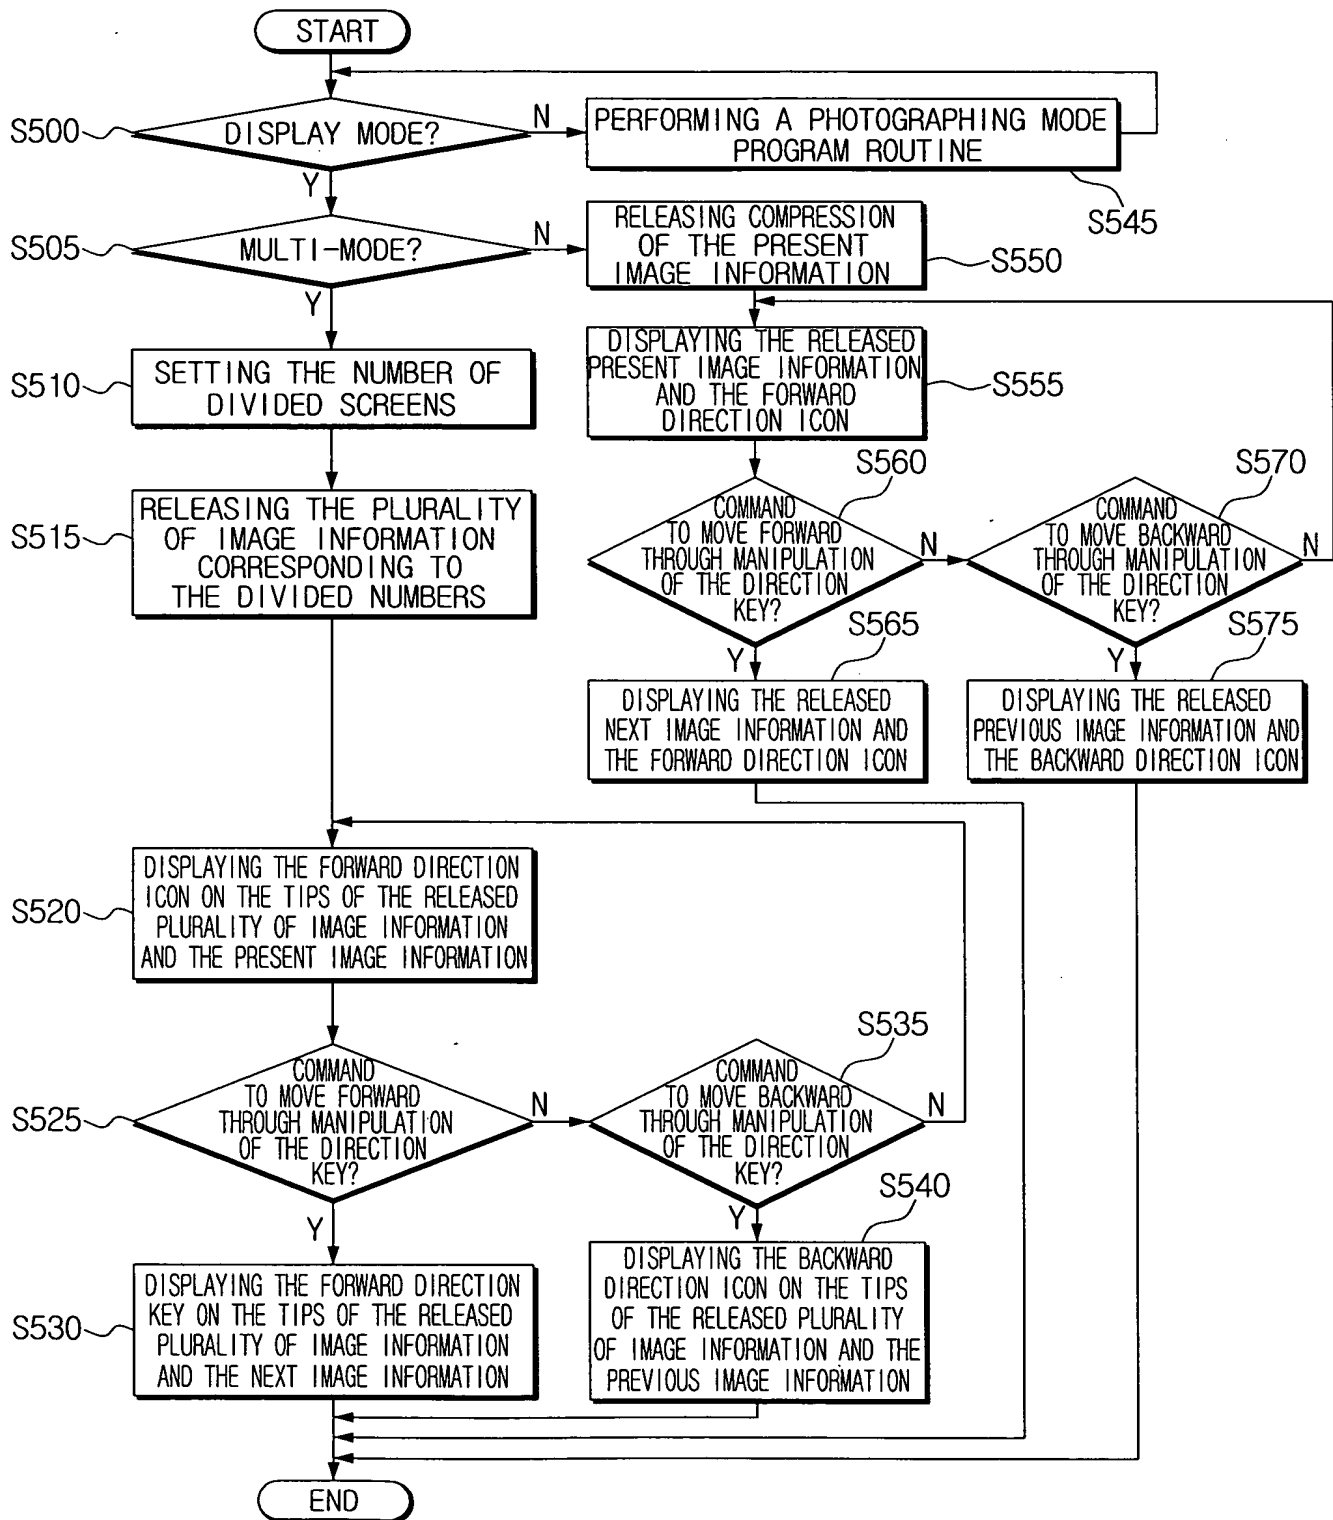 START
S500
DISPLAY MODE?
N
PERFORMING A PHOTOGRAPHING MODE
PROGRAM ROUTINE
S545
Y
S505
MULTI-MODE?
N
RELEASING COMPRESSION
OF THE PRESENT
IMAGE INFORMATION
S550
Y
S510
SETTING THE NUMBER OF
DIVIDED SCREENS
DISPLAYING THE RELEASED
PRESENT IMAGE INFORMATION
AND THE FORWARD
DIRECTION ICON
S555
S515
RELEASING THE PLURALITY
OF IMAGE INFORMATION
CORRESPONDING TO
THE DIVIDED NUMBERS
S560
COMMAND
TO MOVE FORWARD
THROUGH MANIPULATION
OF THE DIRECTION
KEY?
N
S570
COMMAND
TO MOVE BACKWARD
THROUGH MANIPULATION
OF THE DIRECTION
KEY?
N
Y
S565
DISPLAYING THE RELEASED
NEXT IMAGE INFORMATION AND
THE FORWARD DIRECTION ICON
Y
S575
DISPLAYING THE RELEASED
PREVIOUS IMAGE INFORMATION AND
THE BACKWARD DIRECTION ICON
S520
DISPLAYING THE FORWARD DIRECTION
ICON ON THE TIPS OF THE RELEASED
PLURALITY OF IMAGE INFORMATION
AND THE PRESENT IMAGE INFORMATION
S525
COMMAND
TO MOVE FORWARD
THROUGH MANIPULATION
OF THE DIRECTION
KEY?
N
S535
COMMAND
TO MOVE BACKWARD
THROUGH MANIPULATION
OF THE DIRECTION
KEY?
N
Y
S530
DISPLAYING THE FORWARD DIRECTION
KEY ON THE TIPS OF THE RELEASED
PLURALITY OF IMAGE INFORMATION
AND THE NEXT IMAGE INFORMATION
Y
S540
DISPLAYING THE BACKWARD
DIRECTION ICON ON THE TIPS
OF THE RELEASED PLURALITY
OF IMAGE INFORMATION AND THE
PREVIOUS IMAGE INFORMATION
END